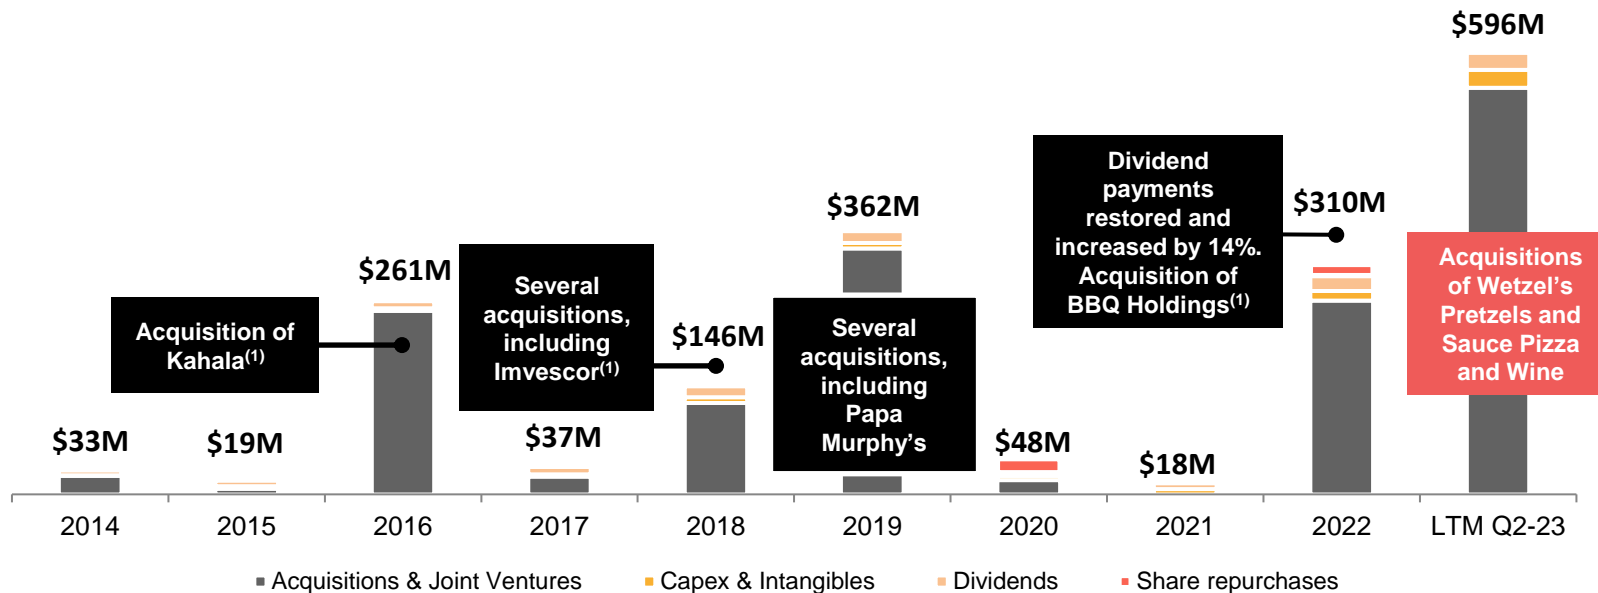 $33M
$19M
$261M
$37M
$146M
$362M
$48M
$18M
$310M
$596M
Acquisition of
Kahala(1)
Several
acquisitions,
including
Imvescor(1)
Several
acquisitions,
including
Papa
Murphy's
Dividend
payments
restored and
increased by 14%.
Acquisition of
BBQ Holdings(1)
Acquisitions
of Wetzel's
Pretzels and
Sauce Pizza
and Wine
2014
2015
2016
2017
2018
2019
2020
2021
2022
LTM Q2-23
Acquisitions & Joint Ventures
Capex & Intangibles
Dividends
Share repurchases